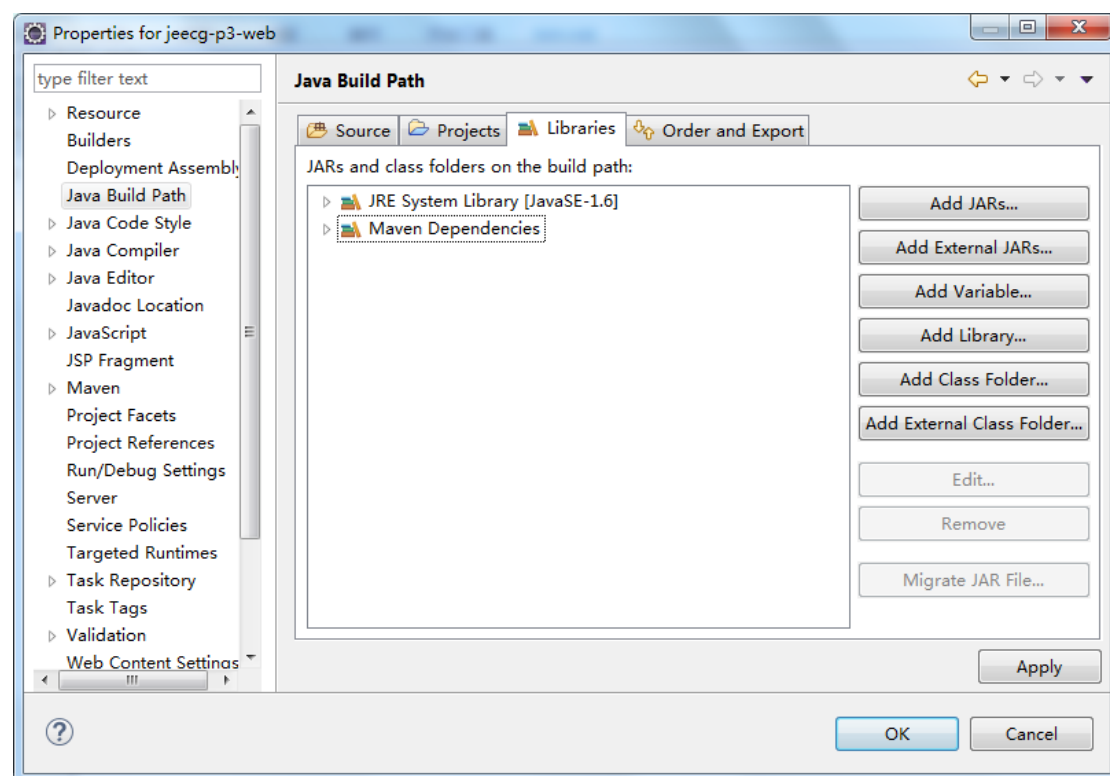 Properties for jeecg-p3-web
type filter text
Resource
Builders
Deployment Assembly
Java Build Path
Java Code Style
Java Compiler
Java Editor
Javadoc Location
JavaScript
JSP Fragment
Maven
Project Facets
Project References
Run/Debug Settings
Server
Service Policies
Targeted Runtimes
Task Repository
Task Tags
Validation
Web Content Settings
Java Build Path
Source Projects Libraries Order and Export
JARs and class folders on the build path:
JRE System Library [JavaSE-1.6]
Maven Dependencies
Add JARs...
Add External JARs...
Add Variable...
Add Library...
Add Class Folder...
Add External Class Folder...
Edit...
Remove
Migrate JAR File...
Apply
OK Cancel